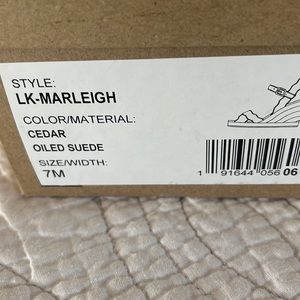 STYLE:
LK-MARLEIGH
COLOR/MATERIAL:
CEDAR
OILED SUEDE
SIZE/WIDTH:
7M
1 91644 056 06